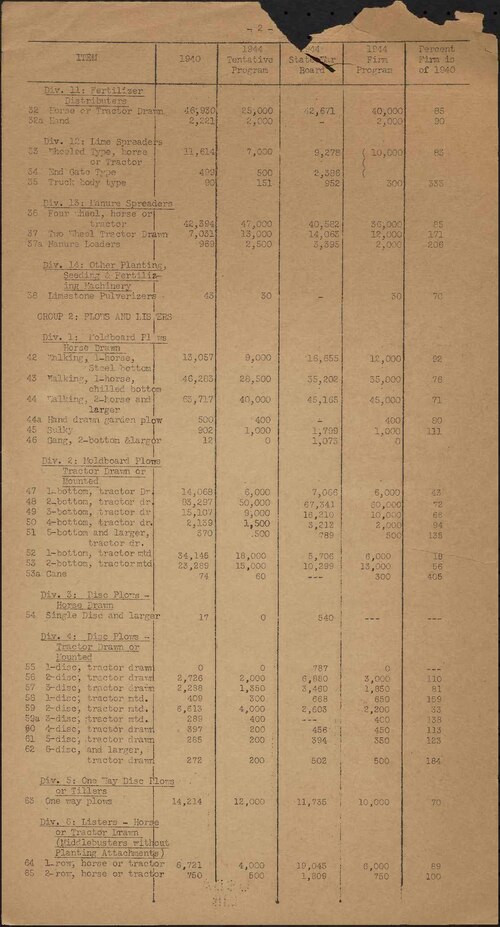 - 2 -
ITEM 1940 1944 Tentative Program 1944 State War Board 1944 Firm Program Percent Firm is of 1940
Div. 11: Fertilizer
Distributers
32 Horse or Tractor Drawn 46,930 25,000 42,671 40,000 85
32a Hand 2,221 2,000 - 2,000 90
Div. 12: Lime Spreaders
33 Wheeled Type, horse
or Tractor 11,614 7,000 9,278 ( 10,000 83
34 End Gate Type 499 500 2,386 (
35 Truck body type 90 151 952 300 333
Div. 13: Manure Spreaders
36 Four Wheel, horse or
tractor 42,394 47,000 40,582 36,000 85
37 Two Wheel Tractor Drawn 7,031 13,000 14,063 12,000 171
37a Manure Loaders 969 2,500 3,395 2,000 206
Div. 14: Other Planting,
Seeding & Fertiliz-
ing Machinery
38 Limestone Pulverizers 43 30 - 30 70
GROUP 2: PLOWS AND LISTERS
Div. 1: Moldboard Plows
Horse Drawn
42 Walking, 1-horse,
Steel bottom 13,057 9,000 16,655 12,000 92
43 Walking, 1-horse,
chilled bottom 46,263 26,500 35,202 35,000 76
44 Walking, 2-horse and
larger 63,717 40,000 45,165 45,000 71
44a Hand drawn garden plow 500 400 - 400 80
45 Sulky 902 1,000 1,799 1,000 111
46 Gang, 2-bottom &larger 12 0 1,073 0
Div. 2: Moldboard Plows
Tractor Drawn or
Mounted
47 1-bottom, tractor Dr. 14,068 6,000 7,066 6,000 43
48 2-bottom, tractor dr. 83,297 50,000 67,341 60,000 72
49 3-bottom, tractor dr 15,107 9,000 16,210 10,000 66
50 4-bottom, tractor dr. 2,139 1,500 3,212 2,000 94
51 5-bottom and larger,
tractor dr. 370 300 789 500 135
52 1-bottom, tractor mtd 34,148 18,000 5,706 6,000 18
53 2-bottom, tractor mtd. 23,289 15,000 10,299 13,000 56
53a Cane 74 60 --- 300 405
Div. 3: Disc Plows -
Horse Drawn
54 Single Disc and larger 17 0 540 --- ---
Div. 4: Disc Plows -
Tractor Drawn or
Mounted
55 1-disc, tractor drawn 0 0 787 0 ---
56 2-disc, tractor drawn 2,726 2,000 6,880 3,000 110
57 3-disc, tractor drawn 2,288 1,350 3,460 1,850 81
58 1-disc, tractor mtd. 409 300 668 650 159
59 2-disc, tractor mtd. 6,613 4,000 2,603 2,200 33
59a 3-disc, tractor mtd. 289 400 --- 400 138
60 4-disc, tractor drawn 397 200 456 450 113
61 5-disc, tractor drawn 285 200 394 350 123
62 6-disc, and larger,
tractor drawn 272 200 502 500 184
Div. 5: One Way Disc Plows
or Tillers
63 One way plows 14,214 12,000 11,735 10,000 70
Div. 6: Listers - Horse
or Tractor Drawn
(Middlebusters without
Planting Attachments)
64 1-row, horse or tractor 6,721 4,000 19,045 6,000 89
65 2-row, horse or tractor 750 500 1,809 750 100